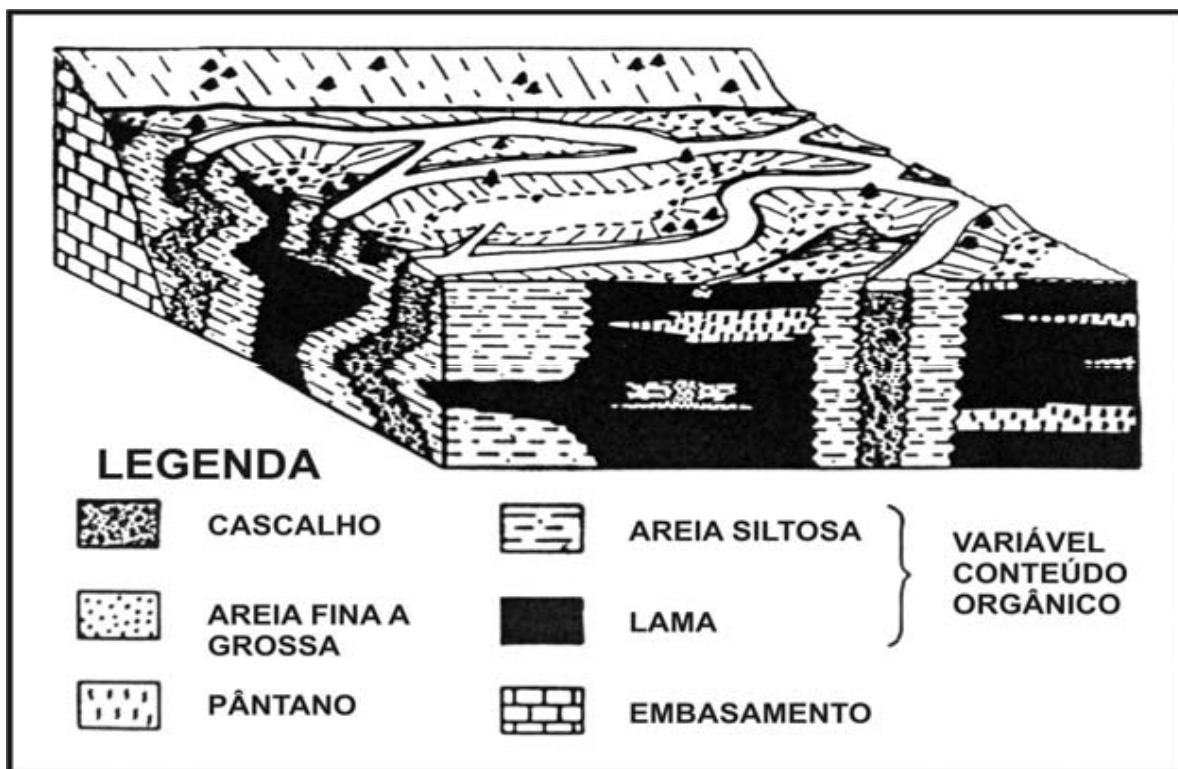 LEGENDA
CASCALHO
AREIA FINA A
GROSSA
PÂNTANO
AREIA SILTOSA
LAMA
EMBASAMENTO
VARIÁVEL
CONTEÚDO
ORGÂNICO